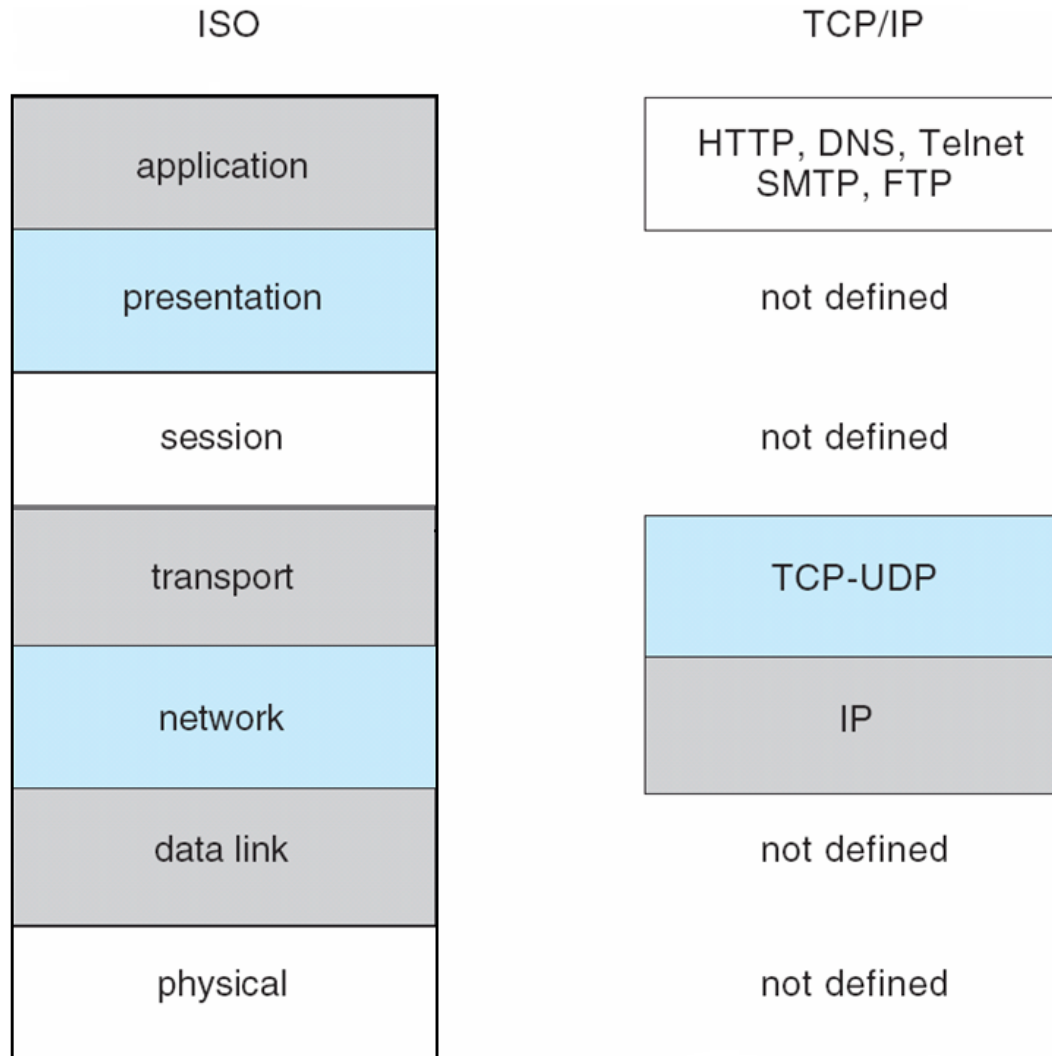 ISO
TCP/IP
application
HTTP, DNS, Telnet
SMTP, FTP
presentation
not defined
session
not defined
transport
TCP-UDP
network
IP
data link
not defined
physical
not defined